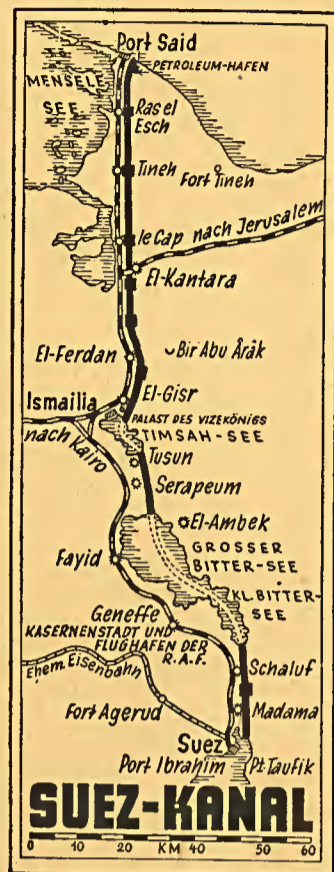 Port Said
PETROLEUM-HAFEN
MENSELE
SEE
Ras el
Esch
Tineh
Fort Tineh
le Cap
nach Jerusalem
El-Kantara
El-Ferdan
Bir Abu Ârâk
El-Gisr
Ismailia
PALAST DES VIZEKÖNIGS
nach Kairo
TIMSAH-SEE
Tusun
Serapeum
El-Ambek
GROSSER
BITTER-SEE
Fayid
KL. BITTER-
SEE
Geneffe
KASERNENSTADT UND
FLUGHAFEN DER
R.A.F.
Ehem. Eisenbahn
Schaluf
Fort Agerud
Madama
Suez
Port Ibrahim
Pt. Taufik
SUEZ-KANAL
0 10 20 KM 40 60